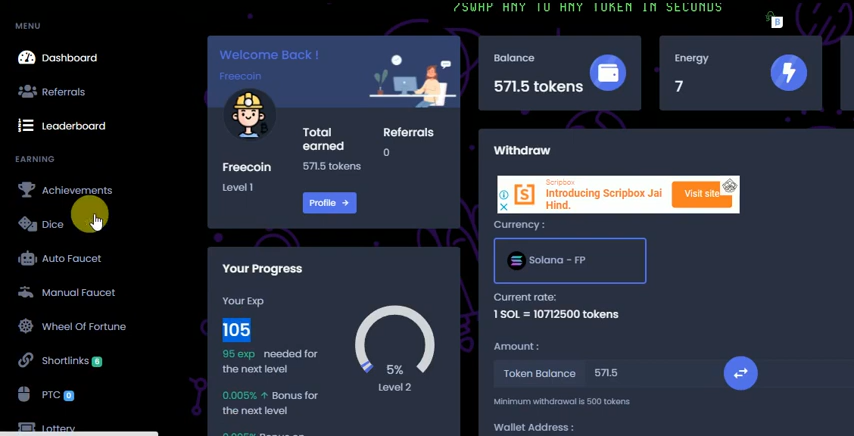 /SWAP ANY TO ANY TOKEN IN SECONDS
MENU
Dashboard
Referrals
Leaderboard
EARNING
Achievements
Dice
Auto Faucet
Manual Faucet
Wheel Of Fortune
Shortlinks 6
PTC 0
Lottery
Welcome Back !
Freecoin
Freecoin
Level 1
Total
earned
571.5 tokens
Referrals
0
Profile →
Your Progress
Your Exp
105
95 exp needed for
the next level
0.005% ↑ Bonus for
the next level
5%
Level 2
Balance
571.5 tokens
Energy
7
Withdraw
Scripbox
Introducing Scripbox Jai
Hind.
Visit site
Currency :
Solana - FP
Current rate:
1 SOL = 10712500 tokens
Amount :
Token Balance 571.5
Minimum withdrawal is 500 tokens
Wallet Address :